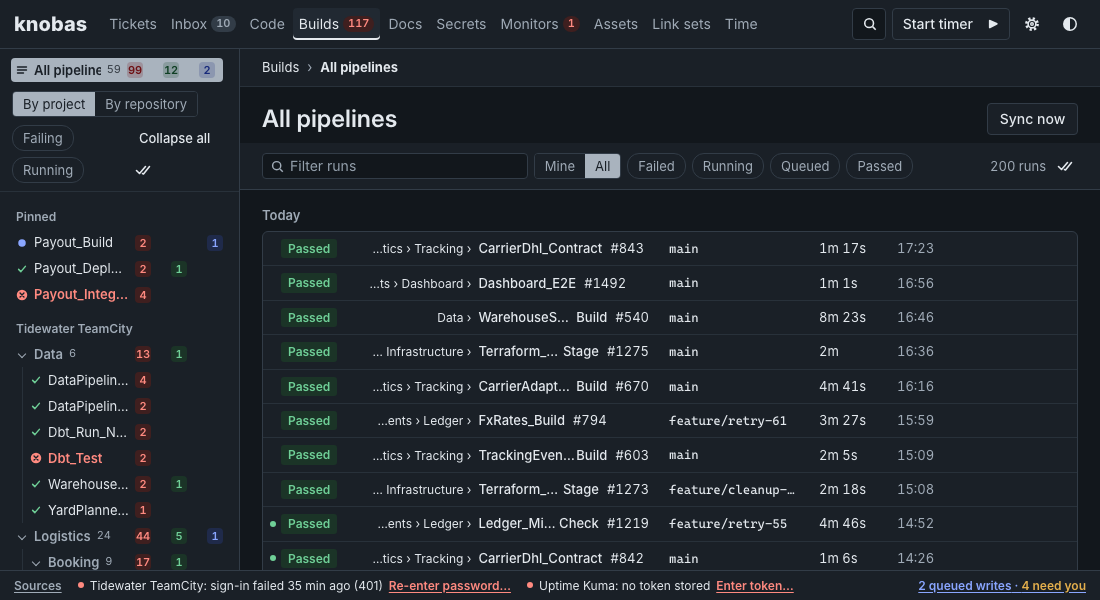 knobas Tickets Inbox 10 Code Builds 117 Docs Secrets Monitors 1 Assets Link sets Time Start timer
All pipeline 59 99 12 2
By project By repository
Failing Collapse all
Running
Pinned
Payout_Build 2 1
Payout_Depl... 2 1
Payout_Integ... 4
Tidewater TeamCity
Data 6 13 1
DataPipelin... 4
DataPipelin... 2
Dbt_Run_N... 2
Dbt_Test 2
Warehouse... 2 1
YardPlanne... 1
Logistics 24 44 5 1
Booking 9 17 1
Builds › All pipelines
All pipelines Sync now
Filter runs Mine All Failed Running Queued Passed 200 runs
Today
Passed ...tics › Tracking › CarrierDhl_Contract #843 main 1m 17s 17:23
Passed ...ts › Dashboard › Dashboard_E2E #1492 main 1m 1s 16:56
Passed Data › WarehouseS... Build #540 main 8m 23s 16:46
Passed ... Infrastructure › Terraform_... Stage #1275 main 2m 16:36
Passed ...tics › Tracking › CarrierAdapt... Build #670 main 4m 41s 16:16
Passed ...ents › Ledger › FxRates_Build #794 feature/retry-61 3m 27s 15:59
Passed ...tics › Tracking › TrackingEven... Build #603 main 2m 5s 15:09
Passed ... Infrastructure › Terraform_... Stage #1273 feature/cleanup-... 2m 18s 15:08
Passed ...ents › Ledger › Ledger_Mi... Check #1219 feature/retry-55 4m 46s 14:52
Passed ...tics › Tracking › CarrierDhl_Contract #842 main 1m 6s 14:26
Sources Tidewater TeamCity: sign-in failed 35 min ago (401) Re-enter password... Uptime Kuma: no token stored Enter token... 2 queued writes · 4 need you